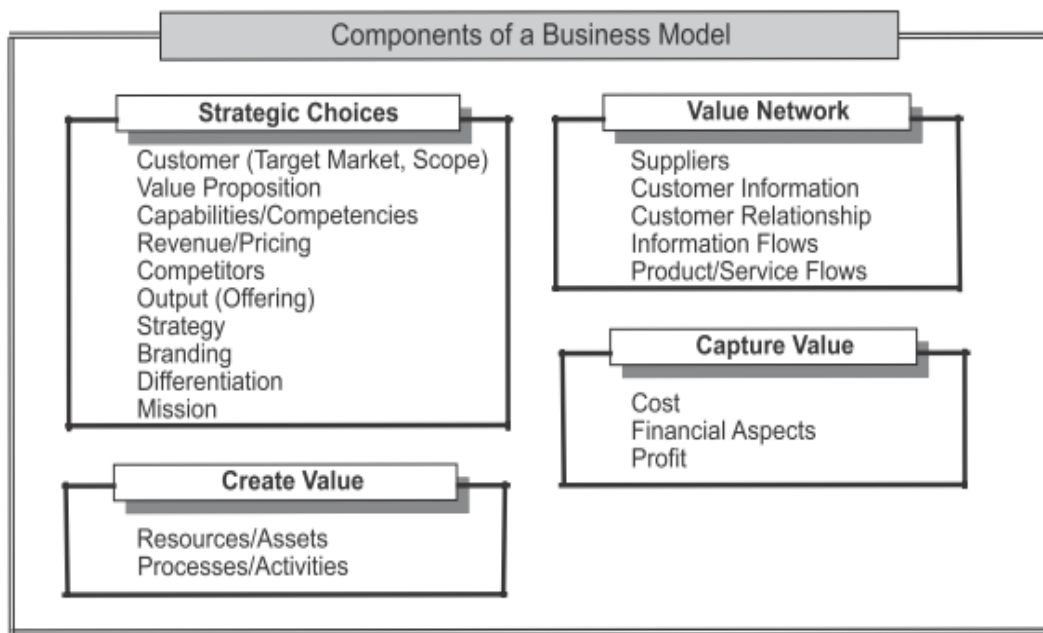 Components of a Business Model
Strategic Choices
Customer (Target Market, Scope)
Value Proposition
Capabilities/Competencies
Revenue/Pricing
Competitors
Output (Offering)
Strategy
Branding
Differentiation
Mission
Create Value
Resources/Assets
Processes/Activities
Value Network
Suppliers
Customer Information
Customer Relationship
Information Flows
Product/Service Flows
Capture Value
Cost
Financial Aspects
Profit